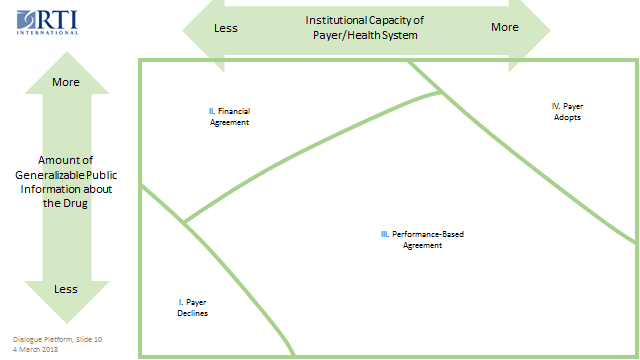 RTI
INTERNATIONAL
Less
Institutional Capacity of
Payer/Health System
More
More
Amount of
Generalizable Public
Information about
the Drug
Less
II. Financial
Agreement
IV. Payer
Adopts
III. Performance-Based
Agreement
I. Payer
Declines
Dialogue Platform, Slide 10
4 March 2018